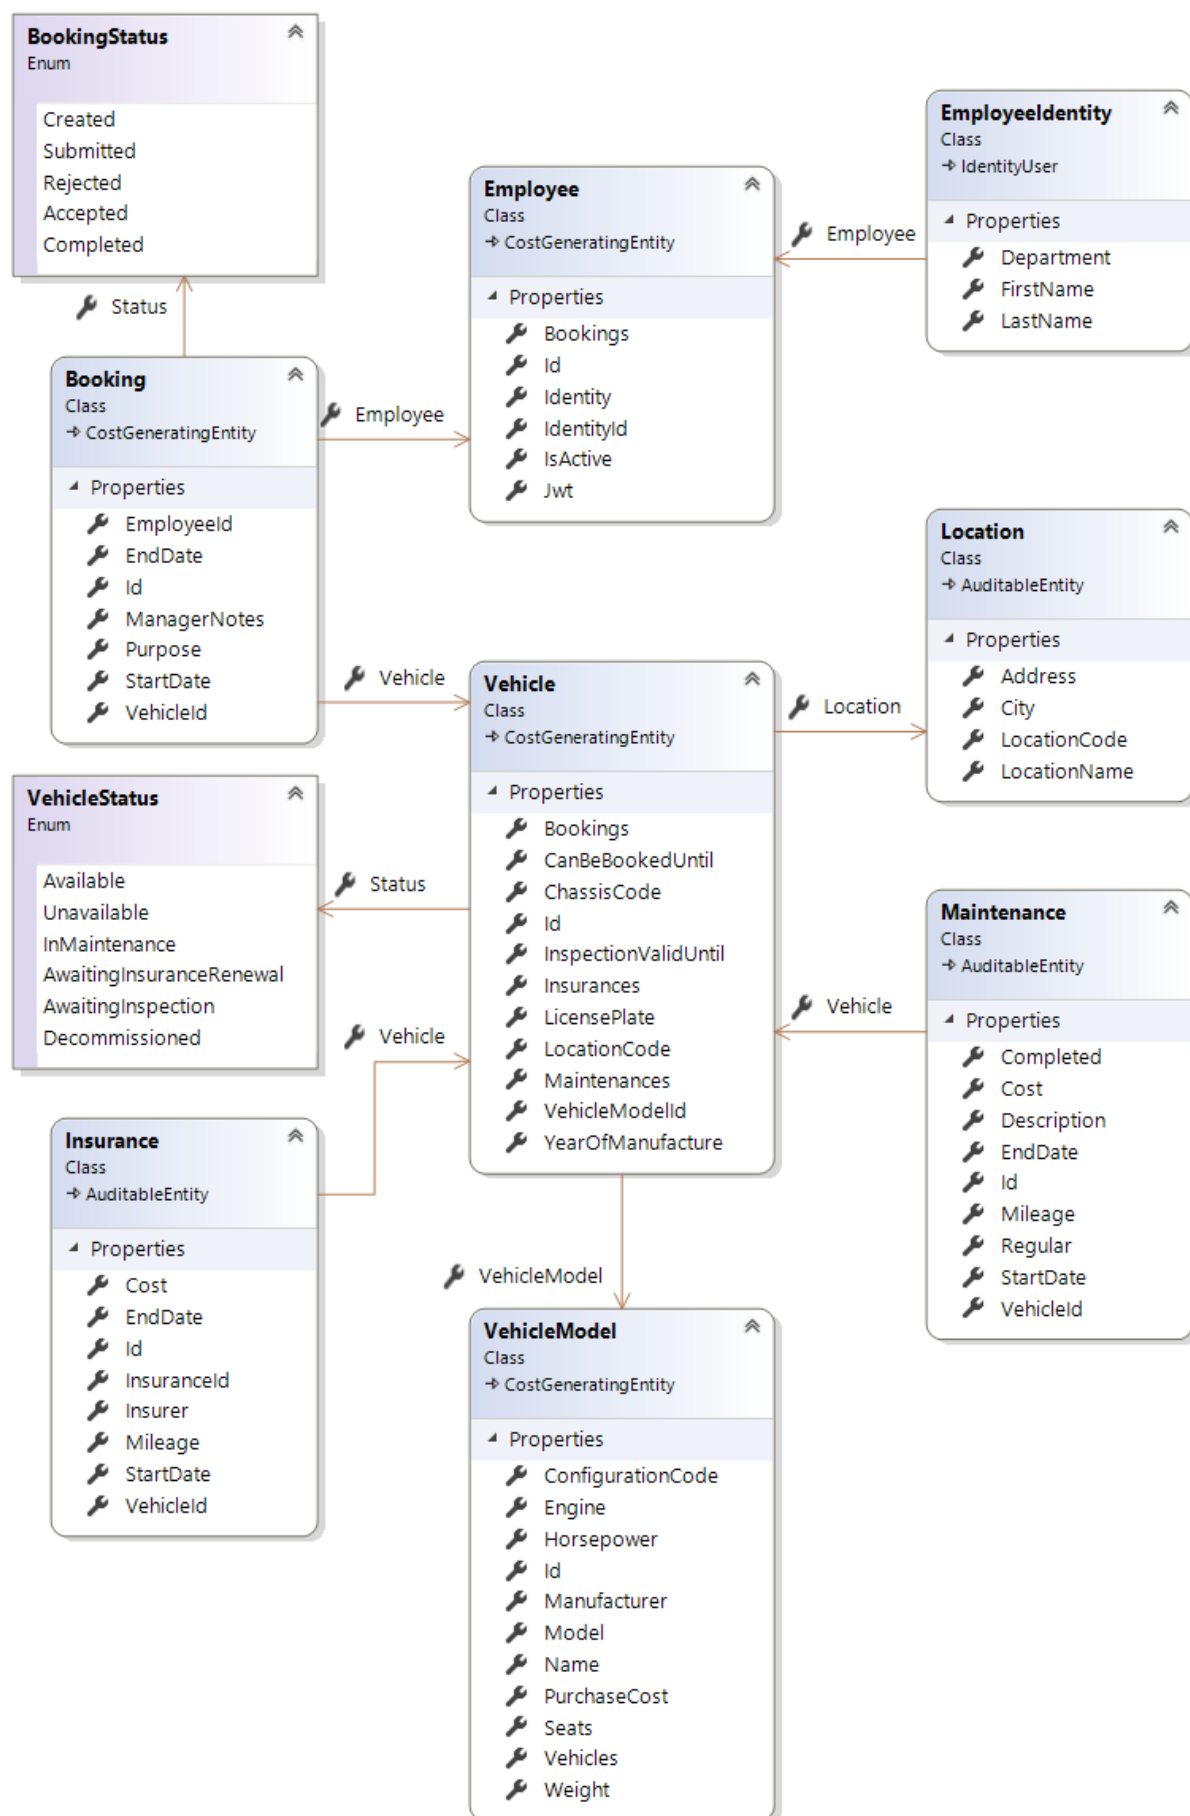 BookingStatus
Enum
Created
Submitted
Rejected
Accepted
Completed
Status
Booking
Class
CostGeneratingEntity
Properties
EmployeeId
EndDate
Id
ManagerNotes
Purpose
StartDate
VehicleId
Employee
Vehicle
Employee
Class
CostGeneratingEntity
Properties
Bookings
Id
Identity
IdentityId
IsActive
Jwt
Employee
EmployeeIdentity
Class
IdentityUser
Properties
Department
FirstName
LastName
VehicleStatus
Enum
Available
Unavailable
InMaintenance
AwaitingInsuranceRenewal
AwaitingInspection
Decommissioned
Status
Vehicle
Vehicle
Class
CostGeneratingEntity
Properties
Bookings
CanBeBookedUntil
ChassisCode
Id
InspectionValidUntil
Insurances
LicensePlate
LocationCode
Maintenances
VehicleModelId
YearOfManufacture
Location
Location
Class
AuditableEntity
Properties
Address
City
LocationCode
LocationName
Vehicle
Maintenance
Class
AuditableEntity
Properties
Completed
Cost
Description
EndDate
Id
Mileage
Regular
StartDate
VehicleId
Insurance
Class
AuditableEntity
Properties
Cost
EndDate
Id
InsuranceId
Insurer
Mileage
StartDate
VehicleId
VehicleModel
VehicleModel
Class
CostGeneratingEntity
Properties
ConfigurationCode
Engine
Horsepower
Id
Manufacturer
Model
Name
PurchaseCost
Seats
Vehicles
Weight